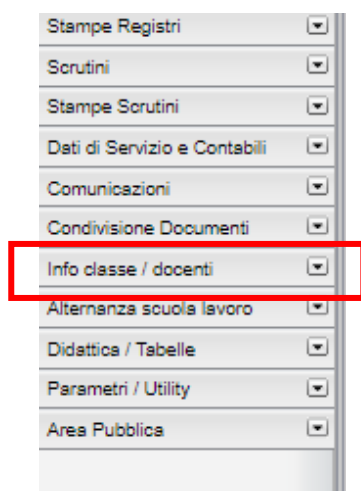 Stampe Registri
Scrutini
Stampe Scrutini
Dati di Servizio e Contabili
Comunicazioni
Condivisione Documenti
Info classe / docenti
Alternanza scuola lavoro
Didattica / Tabelle
Parametri / Utility
Area Pubblica